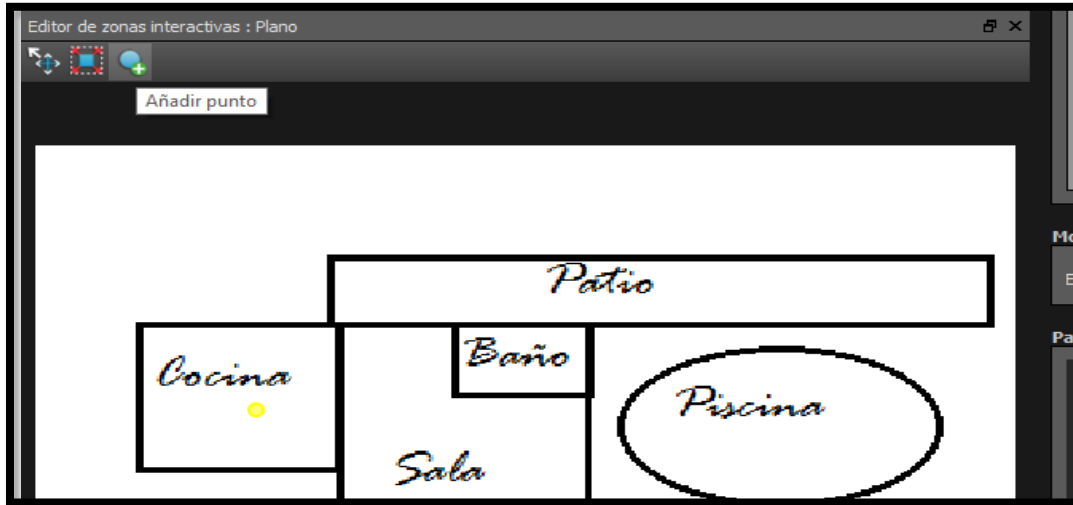 Editor de zonas interactivas : Plano
Añadir punto
Patio
Baño
Cocina
Piscina
Sala